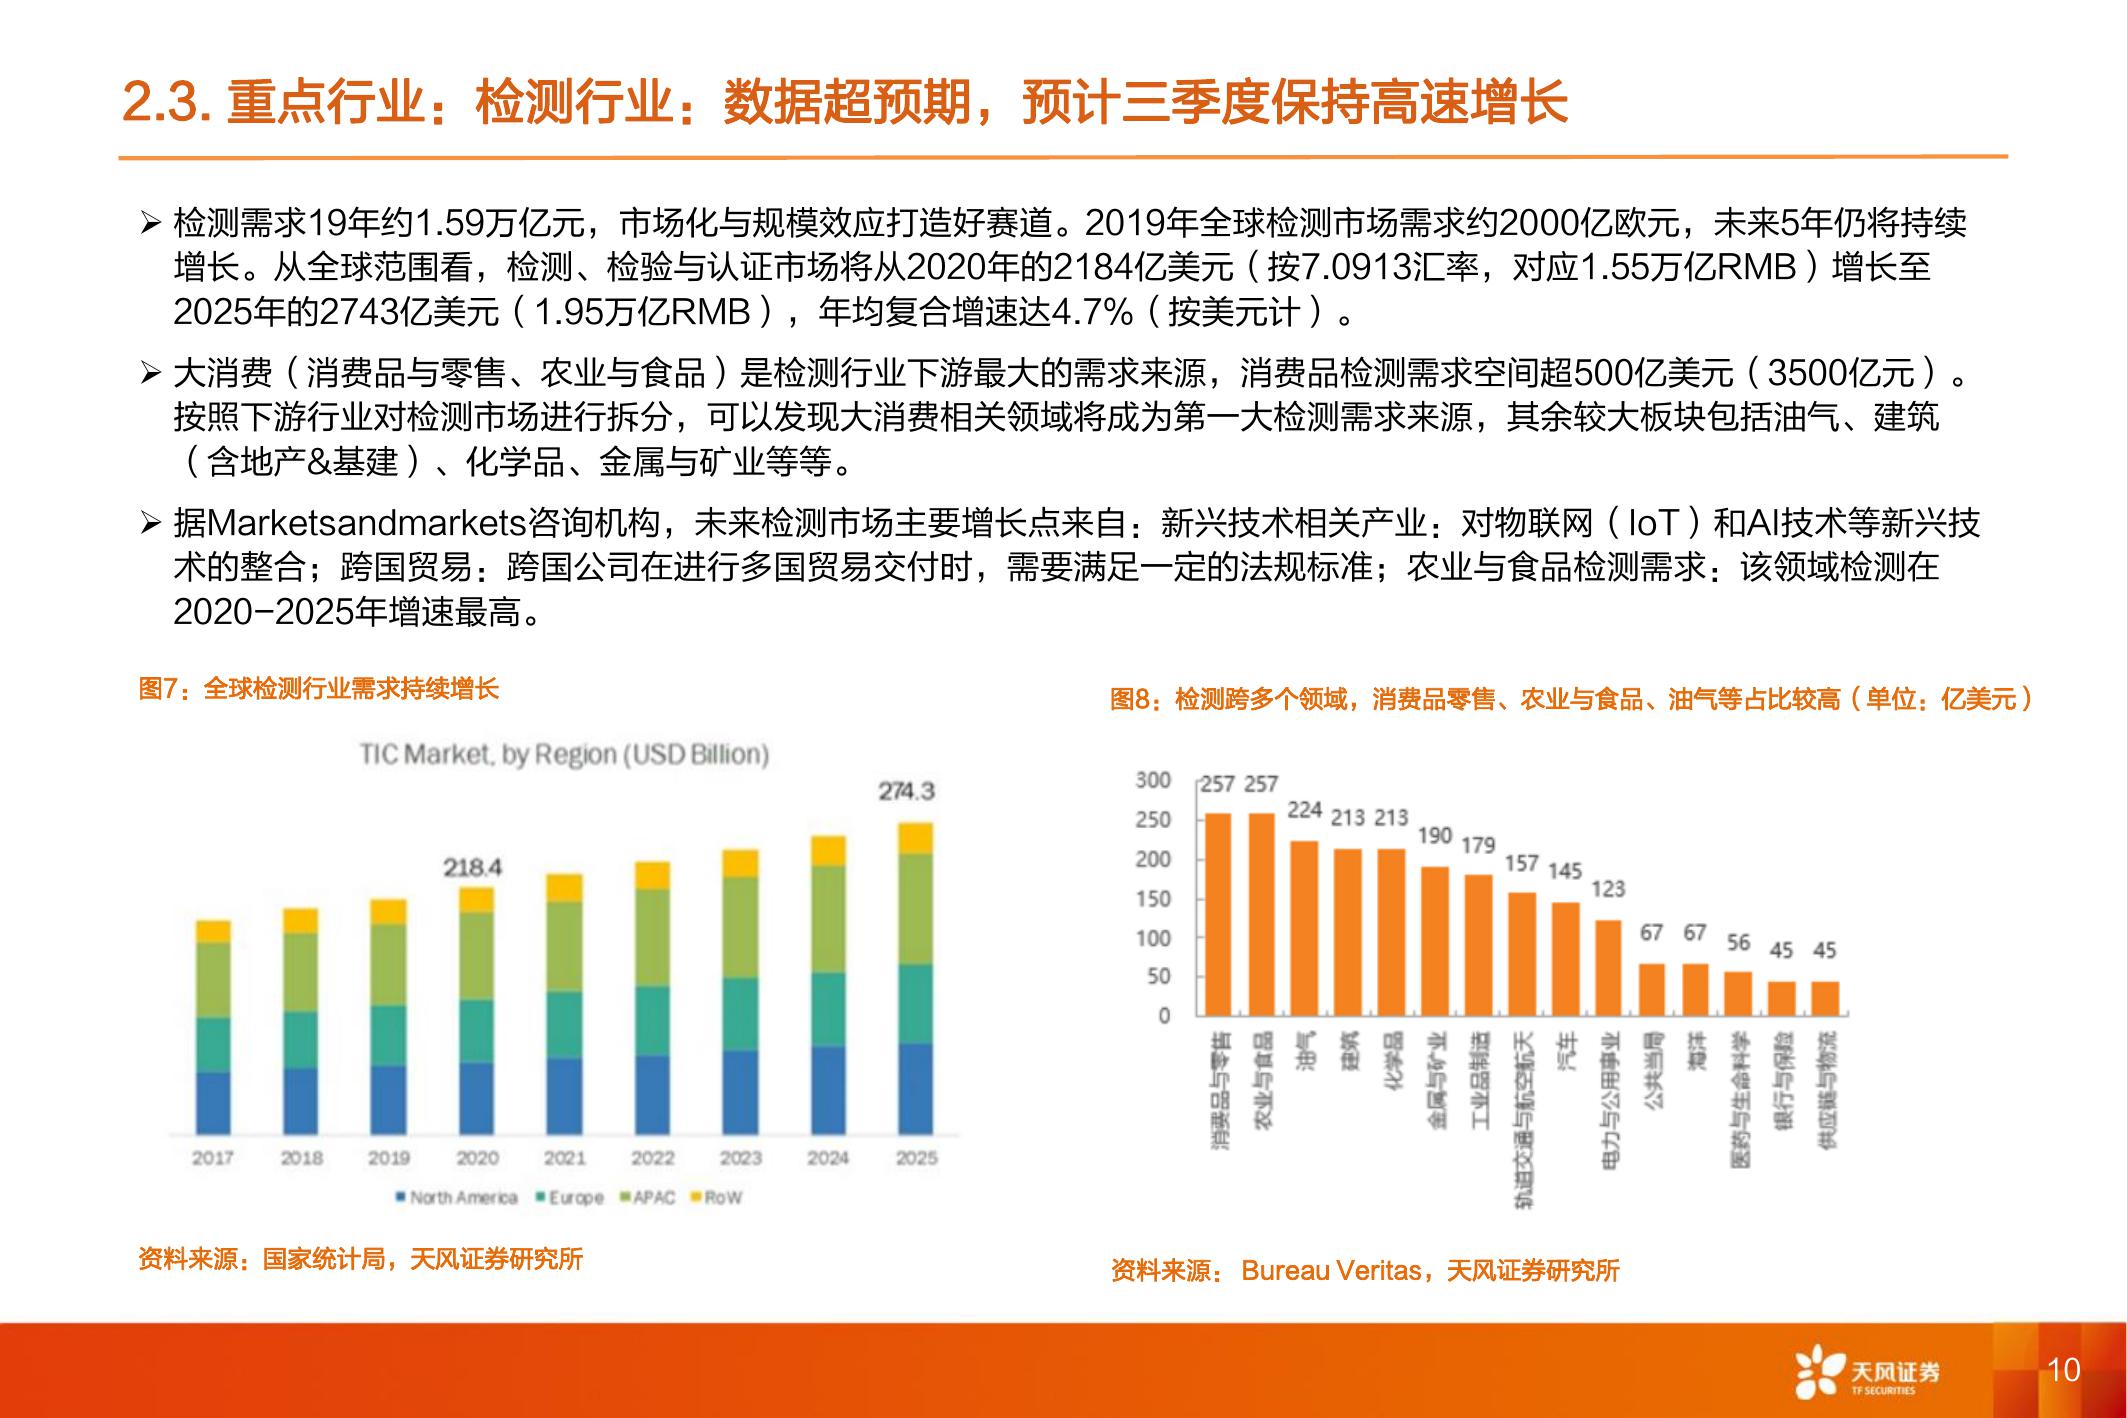 2.3. 重点行业：检测行业：数据超预期，预计三季度保持高速增长
➢ 检测需求19年约1.59万亿元，市场化与规模效应打造好赛道。2019年全球检测市场需求约2000亿欧元，未来5年仍将持续
增长。从全球范围看，检测、检验与认证市场将从2020年的2184亿美元（按7.0913汇率，对应1.55万亿RMB）增长至
2025年的2743亿美元（1.95万亿RMB），年均复合增速达4.7%（按美元计）。
➢ 大消费（消费品与零售、农业与食品）是检测行业下游最大的需求来源，消费品检测需求空间超500亿美元（3500亿元）。
按照下游行业对检测市场进行拆分，可以发现大消费相关领域将成为第一大检测需求来源，其余较大板块包括油气、建筑
（含地产&基建）、化学品、金属与矿业等等。
➢ 据Marketsandmarkets咨询机构，未来检测市场主要增长点来自：新兴技术相关产业：对物联网（IoT）和AI技术等新兴技
术的整合；跨国贸易：跨国公司在进行多国贸易交付时，需要满足一定的法规标准；农业与食品检测需求：该领域检测在
2020-2025年增速最高。
图7：全球检测行业需求持续增长
TIC Market, by Region (USD Billion)
274.3
218.4
2017 2018 2019 2020 2021 2022 2023 2024 2025
North America Europe APAC RoW
资料来源：国家统计局，天风证券研究所
图8：检测跨多个领域，消费品零售、农业与食品、油气等占比较高（单位：亿美元）
300
250
200
150
100
50
0
257 257 224 213 213 190 179 157 145 123 67 67 56 45 45
消费品与零售
农业与食品
油气
建筑
化学品
金属与矿业
工业品制造
轨道交通与航空航天
汽车
电力与公用事业
公共当局
海洋
医药与生命科学
银行与保险
供应链与物流
资料来源： Bureau Veritas，天风证券研究所
天风证券
TF SECURITIES
10